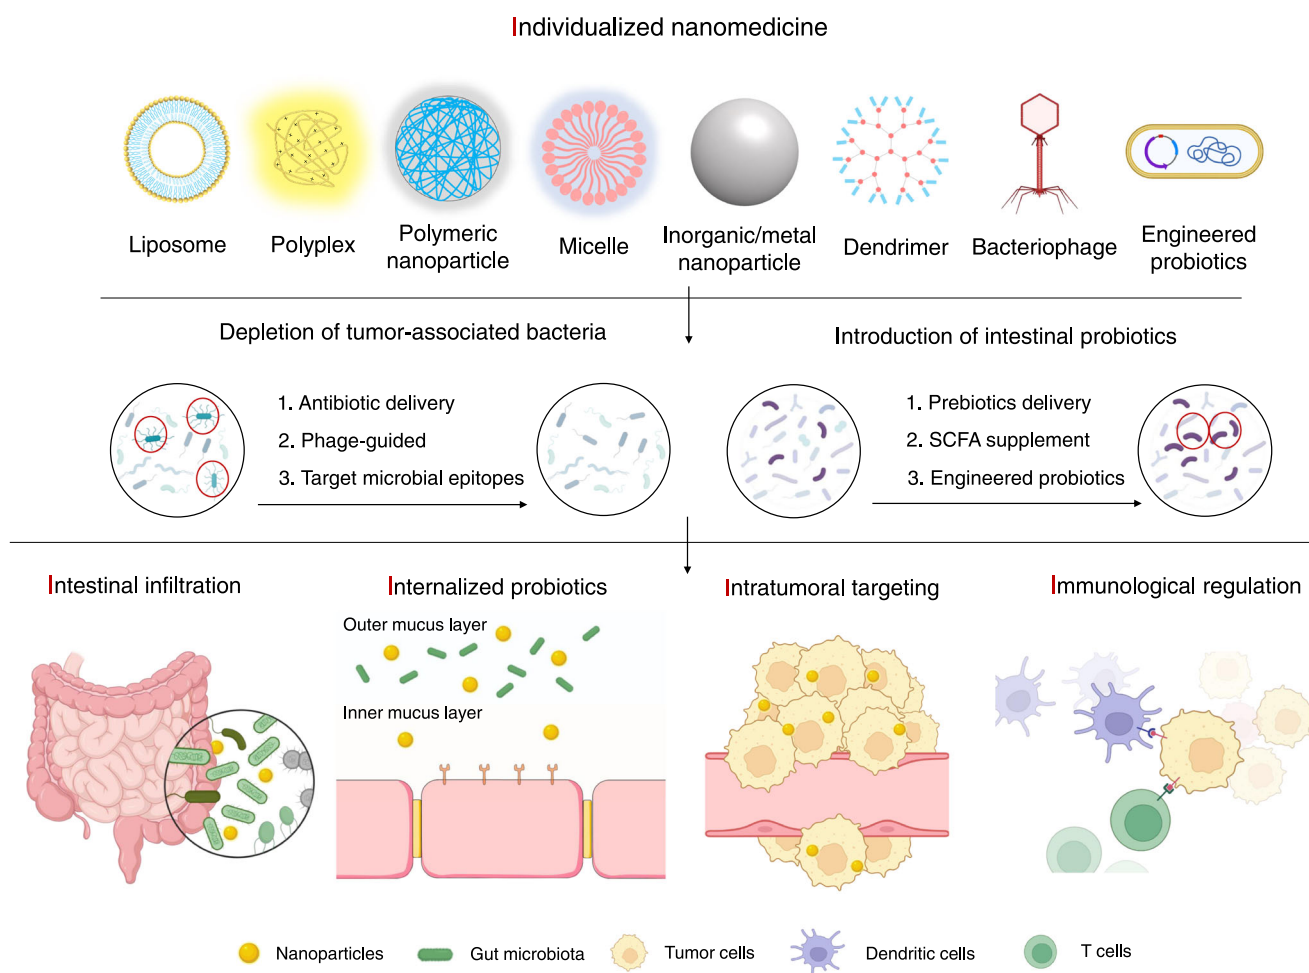 Individualized nanomedicine
Liposome
Polyplex
Polymeric
nanoparticle
Micelle
Inorganic/metal
nanoparticle
Dendrimer
Bacteriophage
Engineered
probiotics
Depletion of tumor-associated bacteria
Introduction of intestinal probiotics
1. Antibiotic delivery
2. Phage-guided
3. Target microbial epitopes
1. Prebiotics delivery
2. SCFA supplement
3. Engineered probiotics
Intestinal infiltration
Internalized probiotics
Intratumoral targeting
Immunological regulation
Outer mucus layer
Inner mucus layer
Nanoparticles
Gut microbiota
Tumor cells
Dendritic cells
T cells